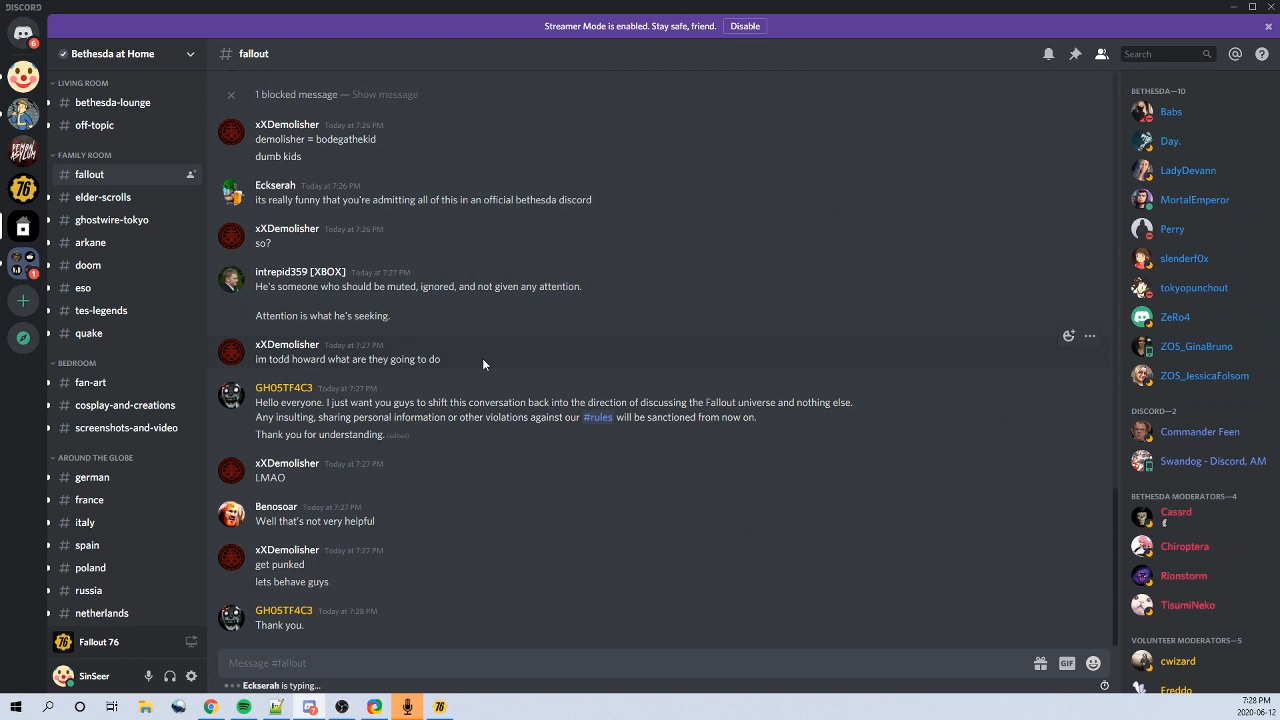 DISCORD
Streamer Mode is enabled. Stay safe, friend.
Disable
6
1
Bethesda at Home
LIVING ROOM
bethesda-lounge
off-topic
FAMILY ROOM
fallout
elder-scrolls
ghostwire-tokyo
arkane
doom
eso
tes-legends
quake
BEDROOM
fan-art
cosplay-and-creations
screenshots-and-video
AROUND THE GLOBE
german
france
italy
spain
poland
russia
netherlands
Fallout 76
SinSeer
# fallout
Search
1 blocked message — Show message
xXDemolisher Today at 7:26 PM
demolisher = bodegathekid
dumb kids
Eckserah Today at 7:26 PM
its really funny that you're admitting all of this in an official bethesda discord
xXDemolisher Today at 7:26 PM
so?
intrepid359 [XBOX] Today at 7:27 PM
He's someone who should be muted, ignored, and not given any attention.
Attention is what he's seeking.
xXDemolisher Today at 7:27 PM
im todd howard what are they going to do
GH05TF4C3 Today at 7:27 PM
Hello everyone. I just want you guys to shift this conversation back into the direction of discussing the Fallout universe and nothing else.
Any insulting, sharing personal information or other violations against our #rules will be sanctioned from now on.
Thank you for understanding. (edited)
xXDemolisher Today at 7:27 PM
LMAO
Benosoar Today at 7:27 PM
Well that's not very helpful
xXDemolisher Today at 7:27 PM
get punked
lets behave guys
GH05TF4C3 Today at 7:28 PM
Thank you.
Message #fallout
GIF
Eckserah is typing...
BETHESDA—10
Babs
Day.
LadyDevann
MortalEmperor
Perry
slenderf0x
tokyopunchout
ZeRo4
ZOS_GinaBruno
ZOS_JessicaFolsom
DISCORD—2
Commander Feen
Swandog - Discord, AM
BETHESDA MODERATORS—4
Cassrd
Chiroptera
Rionstorm
TisumiNeko
VOLUNTEER MODERATORS—5
cwizard
Freddo
7:28 PM
2020-06-12